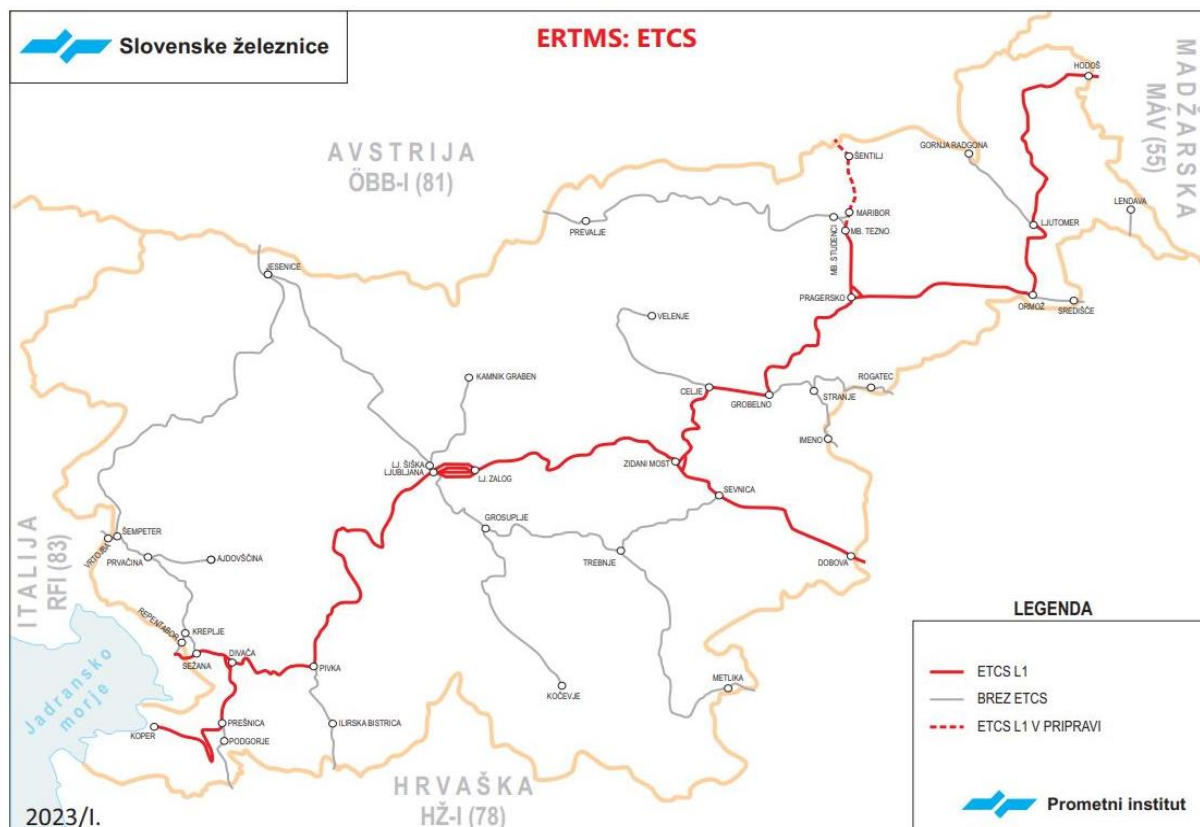 Slovenske železnice
ERTMS: ETCS
MADŽARSKA
MÁV (55)
AVSTRIJA
ÖBB-I (81)
ITALIJA
RFI (83)
HRVAŠKA
HŽ-I (78)
Jadransko
morje
HODOŠ
GORNJA RADGONA
ŠENTILJ
LENDAVA
MARIBOR
LJUTOMER
PREVALJE
MB. STUDENCI
MB. TEZNO
JESENICE
PRAGERSKO
ORMOŽ
SREDIŠČE
VELENJE
KAMNIK GRABEN
CELJE
GROBELNO
STRANJE
ROGATEC
IMENO
LJ. ŠIŠKA
LJUBLJANA
LJ. ZALOG
ZIDANI MOST
SEVNICA
GROSUPLJE
TREBNJE
DOBOVA
ŠEMPETER
VRTOJBA
PRVAČINA
AJDOVŠČINA
REPENTABOR
KREPLJE
SEŽANA
DIVAČA
PIVKA
KOČEVJE
METLIKA
KOPER
PREŠNICA
PODGORJE
ILIRSKA BISTRICA
LEGENDA
ETCS L1
BREZ ETCS
ETCS L1 V PRIPRAVI
Prometni institut
2023/I.